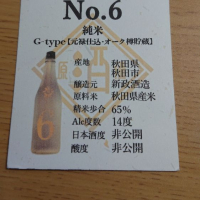 No.6
純米
G-type【元禄仕込・オーク樽貯蔵】
産地 秋田県
秋田市
醸造元 新政酒造
原料米 秋田県産米
精米歩合 65%
Alc度数 14度
日本酒度 非公開
酸度 非公開